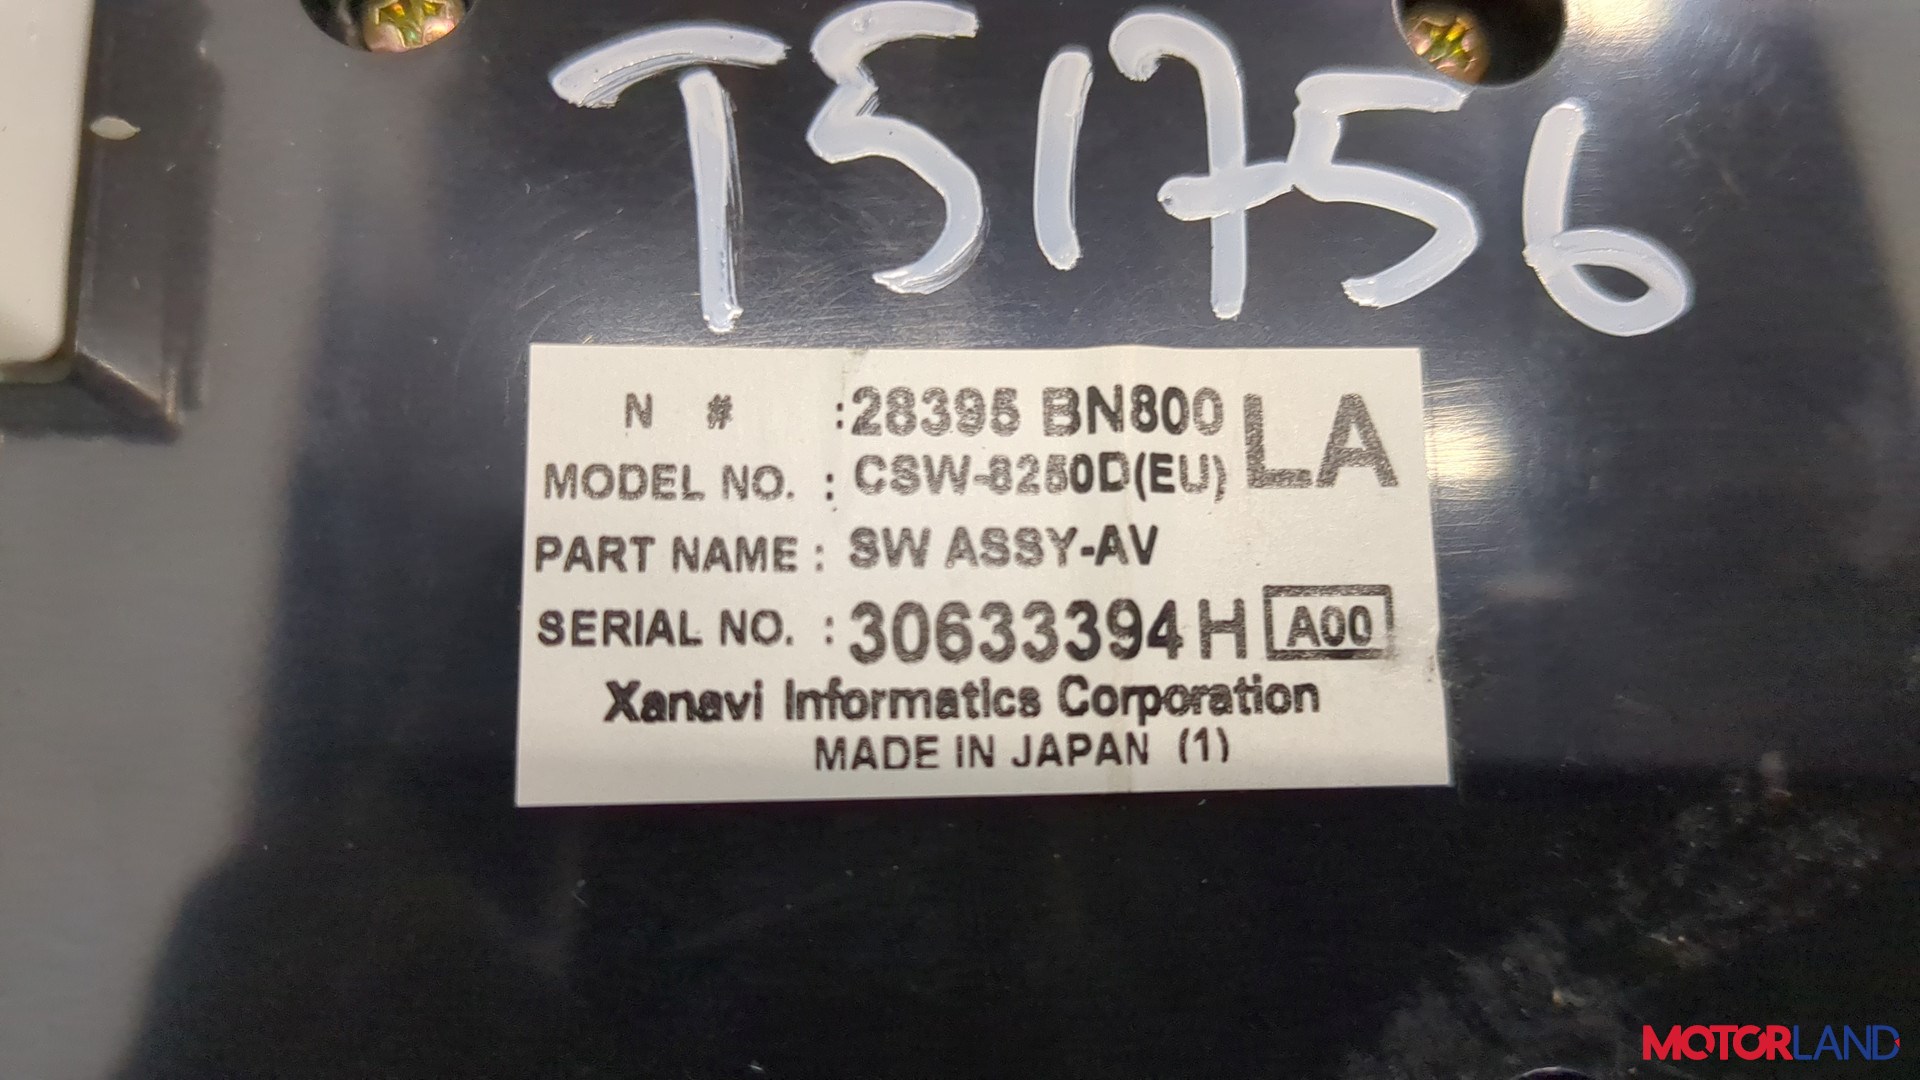 T51756
N # :28395 BN800 LA
MODEL NO. : CSW-8250D(EU)
PART NAME : SW ASSY-AV
SERIAL NO. : 30633394 H A00
Xanavi Informatics Corporation
MADE IN JAPAN (1)
MOTORLAND